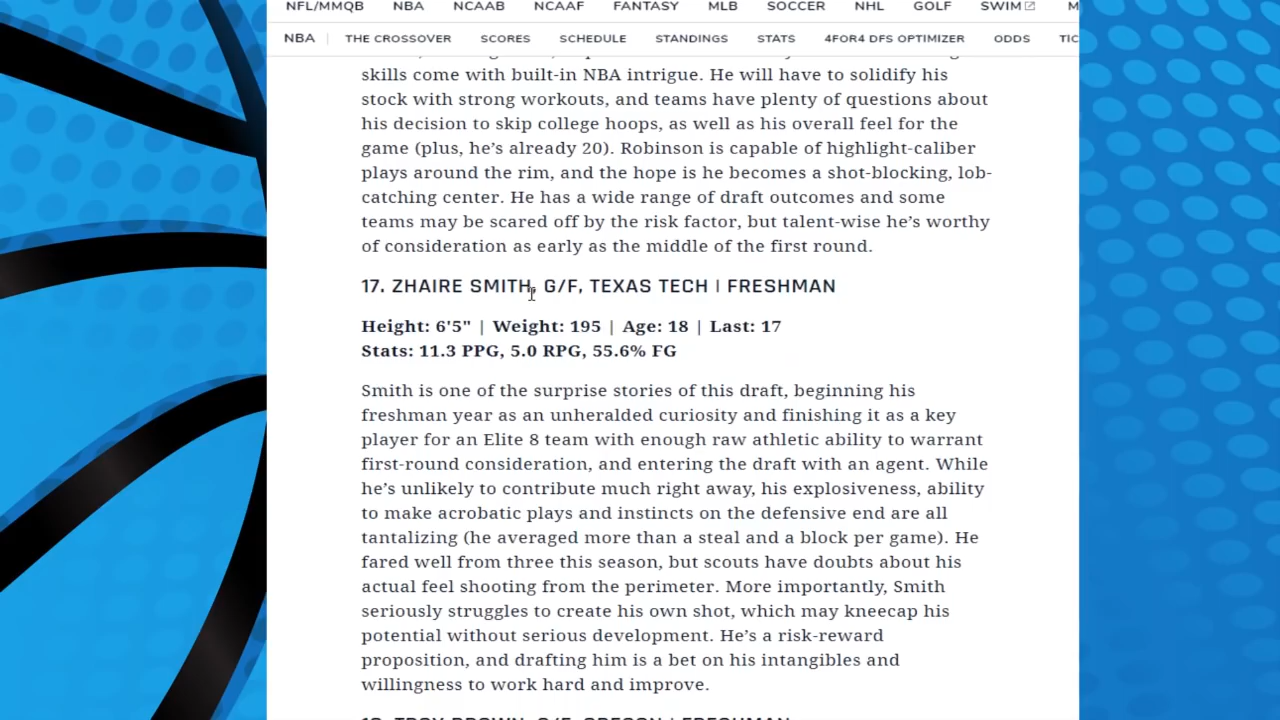 NFL/MMQB NBA NCAAB NCAAF FANTASY MLB SOCCER NHL GOLF SWIM M
NBA | THE CROSSOVER SCORES SCHEDULE STANDINGS STATS 4FOR4 DFS OPTIMIZER ODDS TIC
skills come with built-in NBA intrigue. He will have to solidify his
stock with strong workouts, and teams have plenty of questions about
his decision to skip college hoops, as well as his overall feel for the
game (plus, he’s already 20). Robinson is capable of highlight-caliber
plays around the rim, and the hope is he becomes a shot-blocking, lob-
catching center. He has a wide range of draft outcomes and some
teams may be scared off by the risk factor, but talent-wise he’s worthy
of consideration as early as the middle of the first round.
17. ZHAIRE SMITH, G/F, TEXAS TECH | FRESHMAN
Height: 6'5" | Weight: 195 | Age: 18 | Last: 17
Stats: 11.3 PPG, 5.0 RPG, 55.6% FG
Smith is one of the surprise stories of this draft, beginning his
freshman year as an unheralded curiosity and finishing it as a key
player for an Elite 8 team with enough raw athletic ability to warrant
first-round consideration, and entering the draft with an agent. While
he’s unlikely to contribute much right away, his explosiveness, ability
to make acrobatic plays and instincts on the defensive end are all
tantalizing (he averaged more than a steal and a block per game). He
fared well from three this season, but scouts have doubts about his
actual feel shooting from the perimeter. More importantly, Smith
seriously struggles to create his own shot, which may kneecap his
potential without serious development. He’s a risk-reward
proposition, and drafting him is a bet on his intangibles and
willingness to work hard and improve.
18. TROY BROWN, G/F, OREGON | FRESHMAN